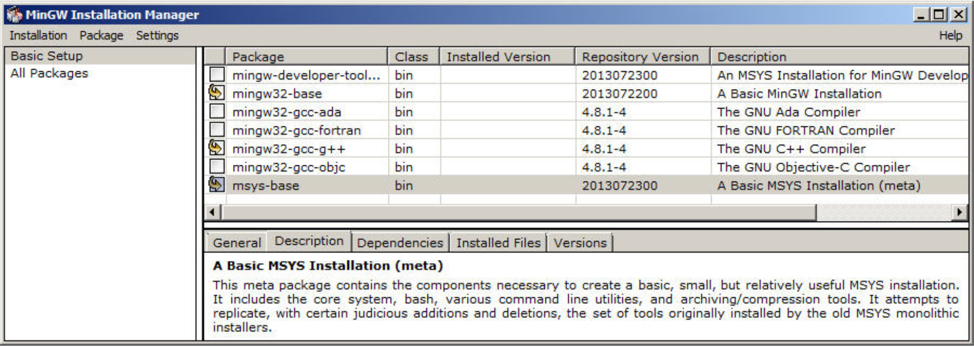 MinGW Installation Manager
Installation Package Settings Help
Basic Setup
All Packages
Package Class Installed Version Repository Version Description
mingw-developer-tool... bin 2013072300 An MSYS Installation for MinGW Develop
mingw32-base bin 2013072200 A Basic MinGW Installation
mingw32-gcc-ada bin 4.8.1-4 The GNU Ada Compiler
mingw32-gcc-fortran bin 4.8.1-4 The GNU FORTRAN Compiler
mingw32-gcc-g++ bin 4.8.1-4 The GNU C++ Compiler
mingw32-gcc-objc bin 4.8.1-4 The GNU Objective-C Compiler
msys-base bin 2013072300 A Basic MSYS Installation (meta)
General Description Dependencies Installed Files Versions
A Basic MSYS Installation (meta)
This meta package contains the components necessary to create a basic, small, but relatively useful MSYS installation.
It includes the core system, bash, various command line utilities, and archiving/compression tools. It attempts to
replicate, with certain judicious additions and deletions, the set of tools originally installed by the old MSYS monolithic
installers.